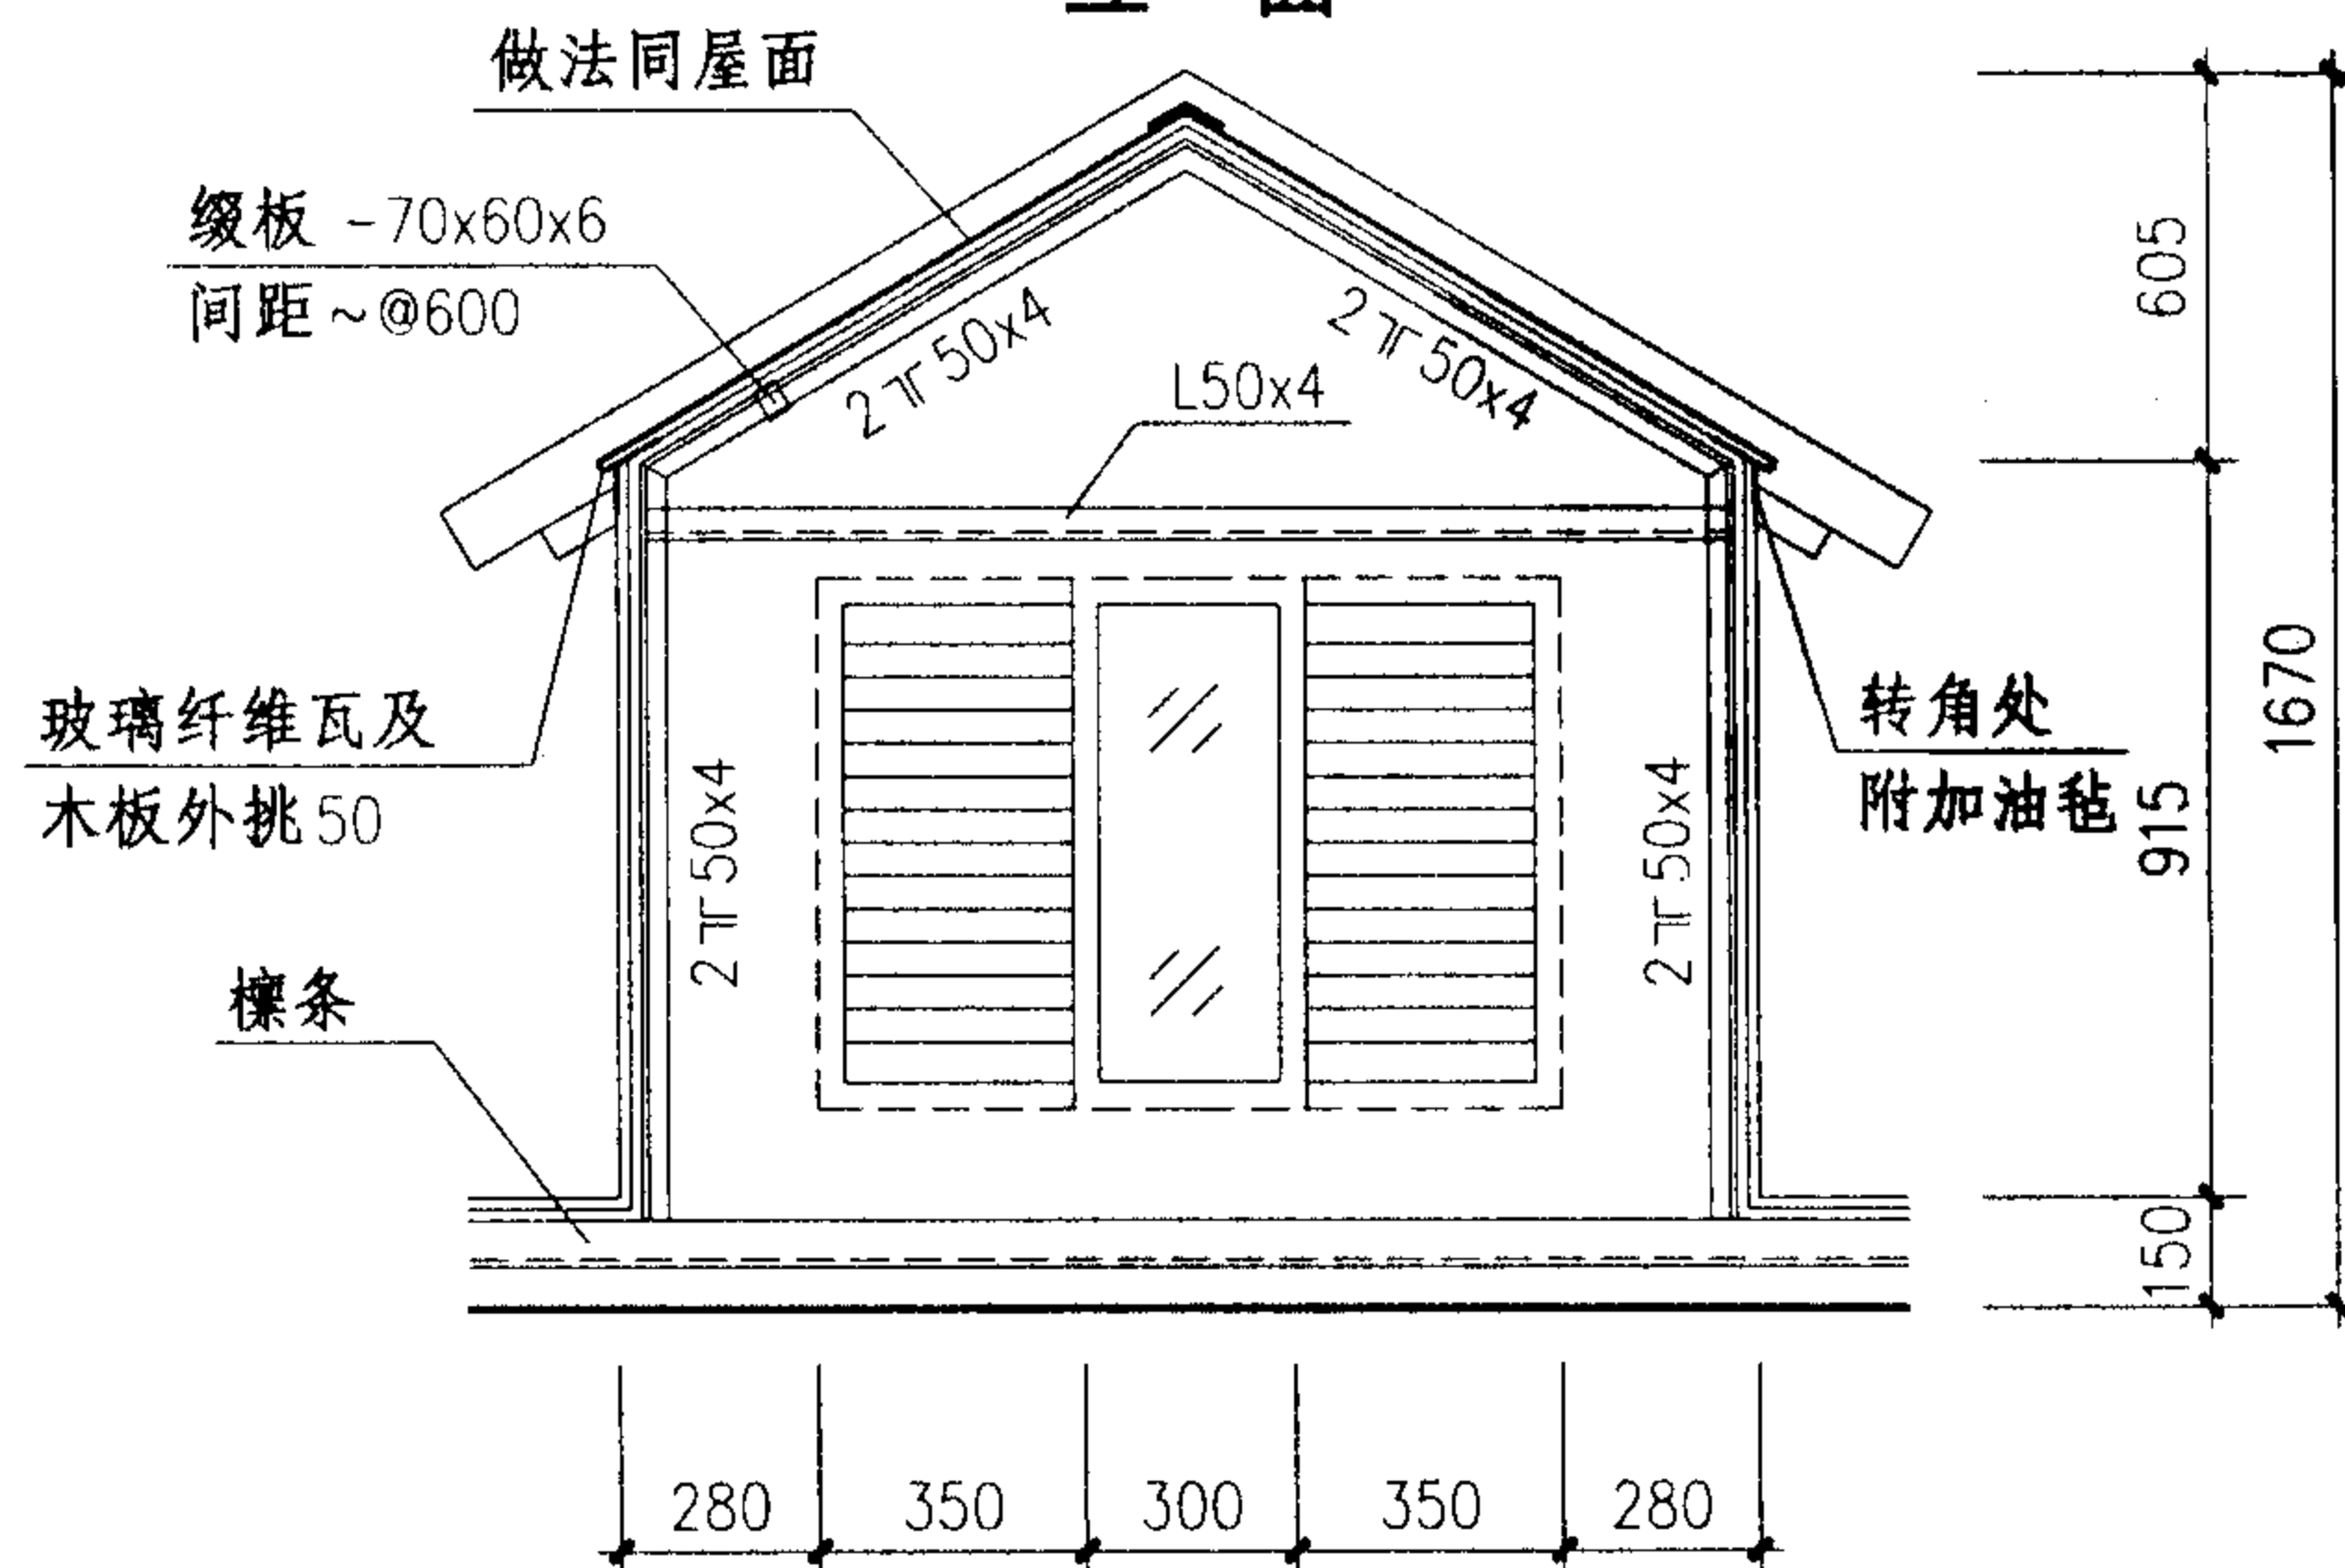 做法同屋面
缀板 -70x60x6
间距~@600
2 ╥ 50x4
2 ╥ 50x4
L50x4
605
1670
玻璃纤维瓦及
木板外挑50
转角处
附加油毡
915
2 ╥ 50x4
2 ╥ 50x4
檩条
150
280
350
300
350
280